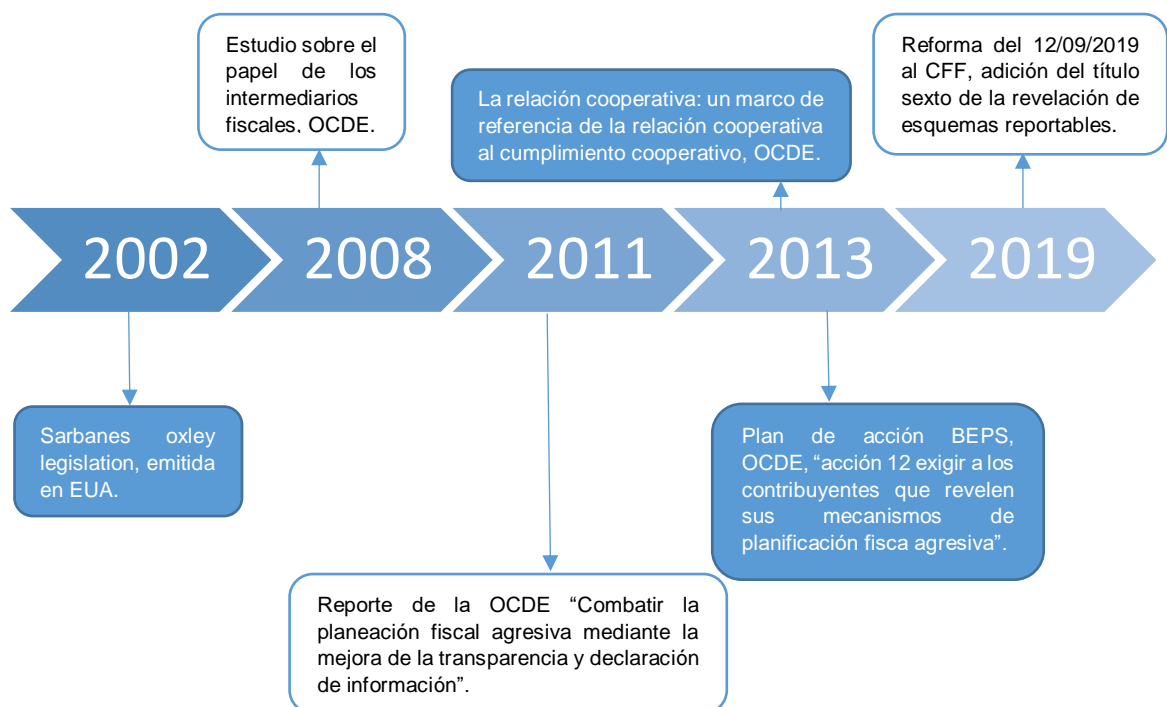 Estudio sobre el
papel de los
intermediarios
fiscales, OCDE.
La relación cooperativa: un marco de
referencia de la relación cooperativa
al cumplimiento cooperativo, OCDE.
Reforma del 12/09/2019
al CFF, adición del título
sexto de la revelación de
esquemas reportables.
2002
2008
2011
2013
2019
Sarbanes oxley
legislation, emitida
en EUA.
Plan de acción BEPS,
OCDE, “acción 12 exigir a los
contribuyentes que revelen
sus mecanismos de
planificación fisca agresiva”.
Reporte de la OCDE “Combatir la
planeación fiscal agresiva mediante la
mejora de la transparencia y declaración
de información”.